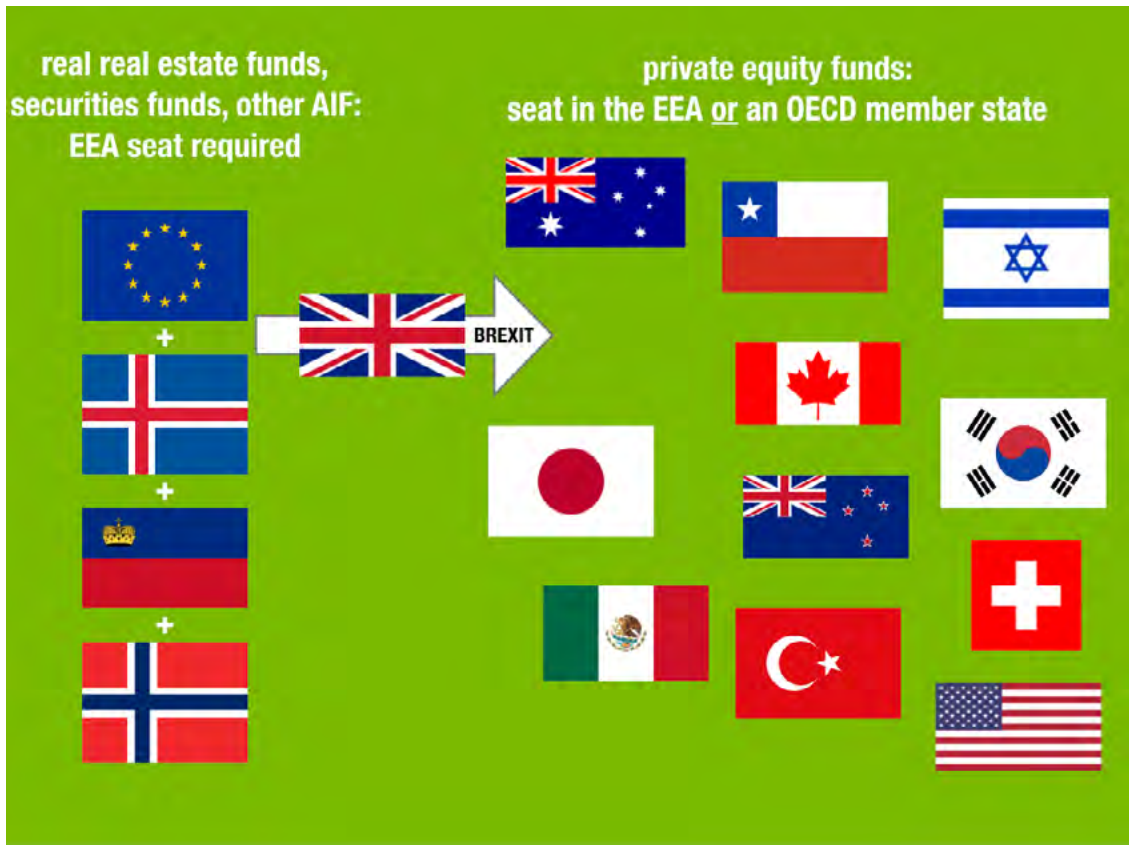 real real estate funds,
securities funds, other AIF:
EEA seat required
private equity funds:
seat in the EEA or an OECD member state
+
BREXIT
+
+